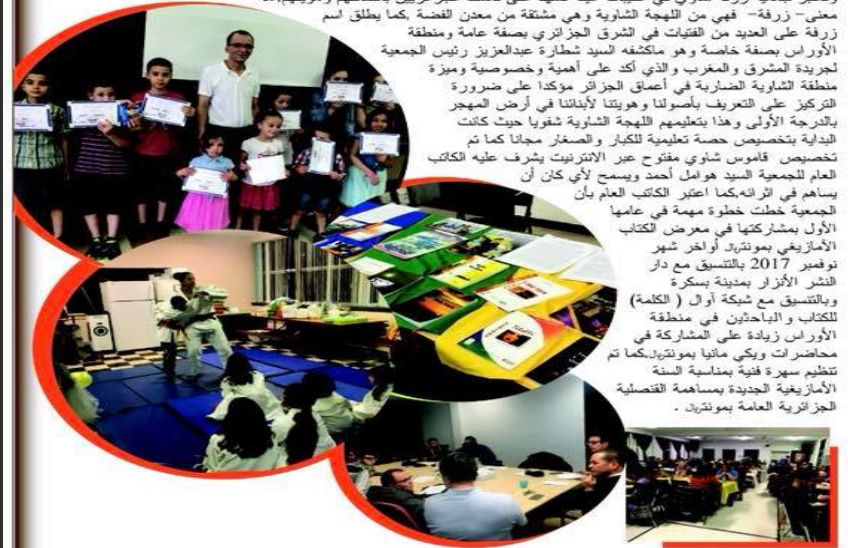 معنى- زرفة- فهي من اللهجة الشاوية وهي مشتقة من معدن الفضة ,كما يطلق اسم
زرفة على العديد من الفتيات في الشرق الجزائري بصفة عامة ومنطقة
الأوراس بصفة خاصة وهو ماكشفه السيد شطارة عبدالعزيز رئيس الجمعية
لجريدة المشرق والمغرب والذي أكد على أهمية وخصوصية وميزة
منطقة الشاوية الضاربة في أعماق الجزائر مؤكدا على ضرورة
التركيز على التعريف بأصولنا وهويتنا لأبنائنا في أرض المهجر
بالدرجة الأولى وهذا بتعليمهم اللهجة الشاوية شفويا حيث كانت
البداية بتخصيص حصة تعليمية للكبار والصغار مجانا كما تم
تخصيص قاموس شاوي مفتوح عبر الانترنيت يشرف عليه الكاتب
العام للجمعية السيد هوامل أحمد ويسمح لأي كان أن
يساهم في اثرائه.كما اعتبر الكاتب العام بأن
الجمعية خطت خطوة مهمة في عامها
الأول بمشاركتها في معرض الكتاب
الأمازيغي بمونتريال أواخر شهر
نوفمبر 2017 بالتنسيق مع دار
النشر الأنزار بمدينة بسكرة
وبالتنسيق مع شبكة آوال ( الكلمة)
للكتاب والباحثين في منطقة
الأوراس زيادة على المشاركة في
محاضرات ويكي مانيا بمونتريال.كما تم
تنظيم سهرة فنية بمناسبة السنة
الأمازيغية الجديدة بمساهمة القنصلية
الجزائرية العامة بمونتريال .